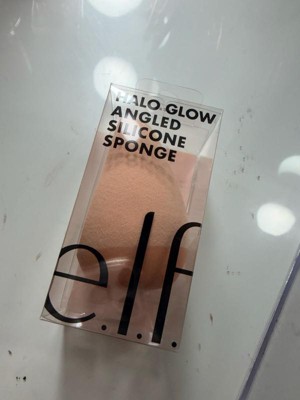 HALO GLOW
ANGLED
SILICONE
SPONGE
e.l.f